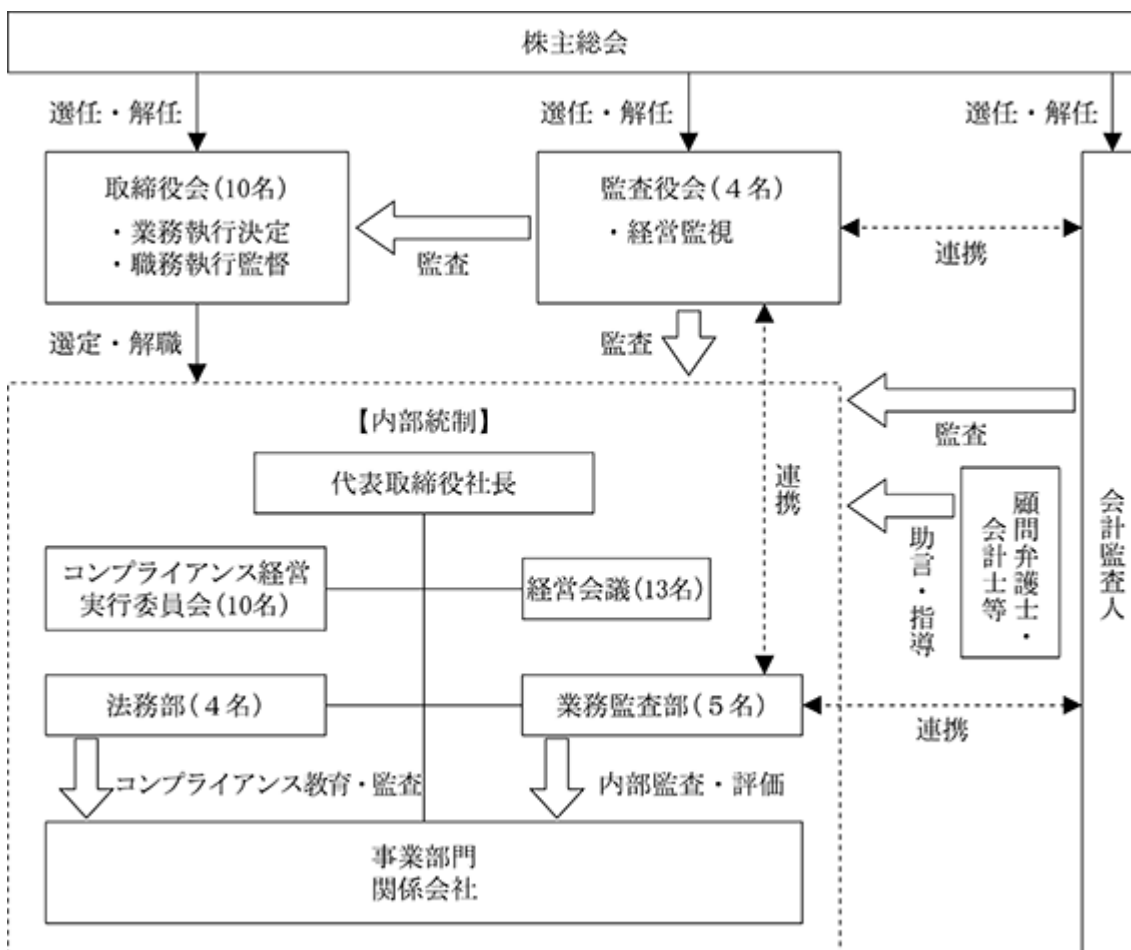 株主総会
選任・解任
選任・解任
選任・解任
取締役会(10名)
・業務執行決定
・職務執行監督
監査
監査役会(４名)
・経営監視
連携
選定・解職
監査
【内部統制】
監査
代表取締役社長
連携
助言・指導
顧問弁護士・
会計士等
会計監査人
コンプライアンス経営
実行委員会(10名)
経営会議(13名)
法務部(４名)
業務監査部(５名)
連携
コンプライアンス教育・監査
内部監査・評価
事業部門
関係会社